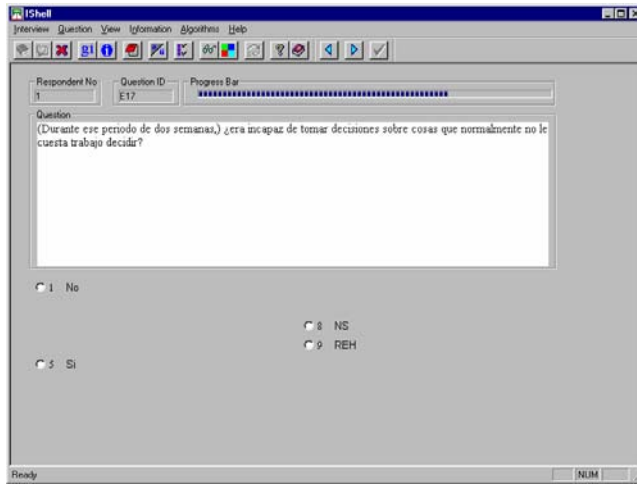 IShell
Interview Question View Information Algorithms Help
Respondent No
Question ID
Progress Bar
1
E17
Question
(Durante ese periodo de dos semanas,) ¿era incapaz de tomar decisiones sobre cosas que normalmente no le
cuesta trabajo decidir?
1 No
8 NS
9 REH
5 Si
Ready
NUM